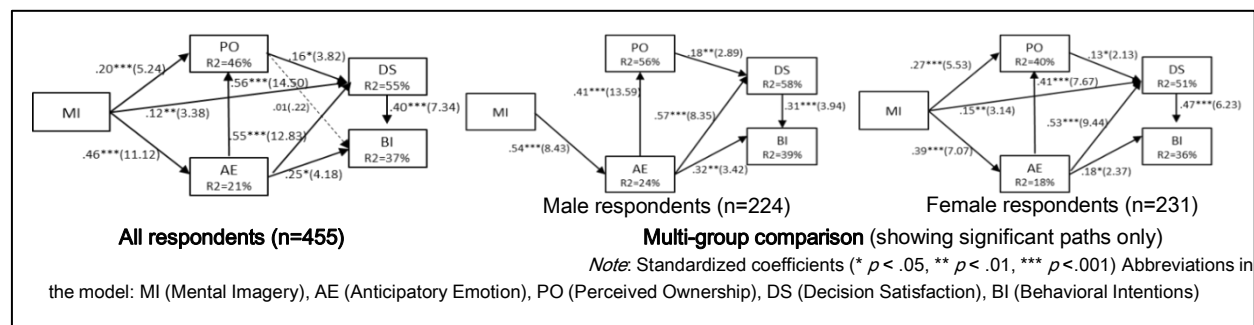 PO
R2=46%
.16*(3.82)
.20***(5.24)
.56***(14.50)
DS
R2=55%
MI
.12**(3.38)
.01(.22)
.40***(7.34)
.55***(12.83)
BI
R2=37%
.46***(11.12)
AE
R2=21%
.25*(4.18)
All respondents (n=455)
PO
R2=56%
.18**(2.89)
DS
R2=58%
.41***(13.59)
MI
.31***(3.94)
.57***(8.35)
BI
R2=39%
.54***(8.43)
AE
R2=24%
.32**(3.42)
Male respondents (n=224)
PO
R2=40%
.13*(2.13)
.27***(5.53)
DS
R2=51%
.41***(7.67)
MI
.15**(3.14)
.47***(6.23)
.53***(9.44)
BI
R2=36%
.39***(7.07)
AE
R2=18%
.18*(2.37)
Female respondents (n=231)
Multi-group comparison (showing significant paths only)
Note: Standardized coefficients (* p < .05, ** p < .01, *** p <.001) Abbreviations in
the model: MI (Mental Imagery), AE (Anticipatory Emotion), PO (Perceived Ownership), DS (Decision Satisfaction), BI (Behavioral Intentions)